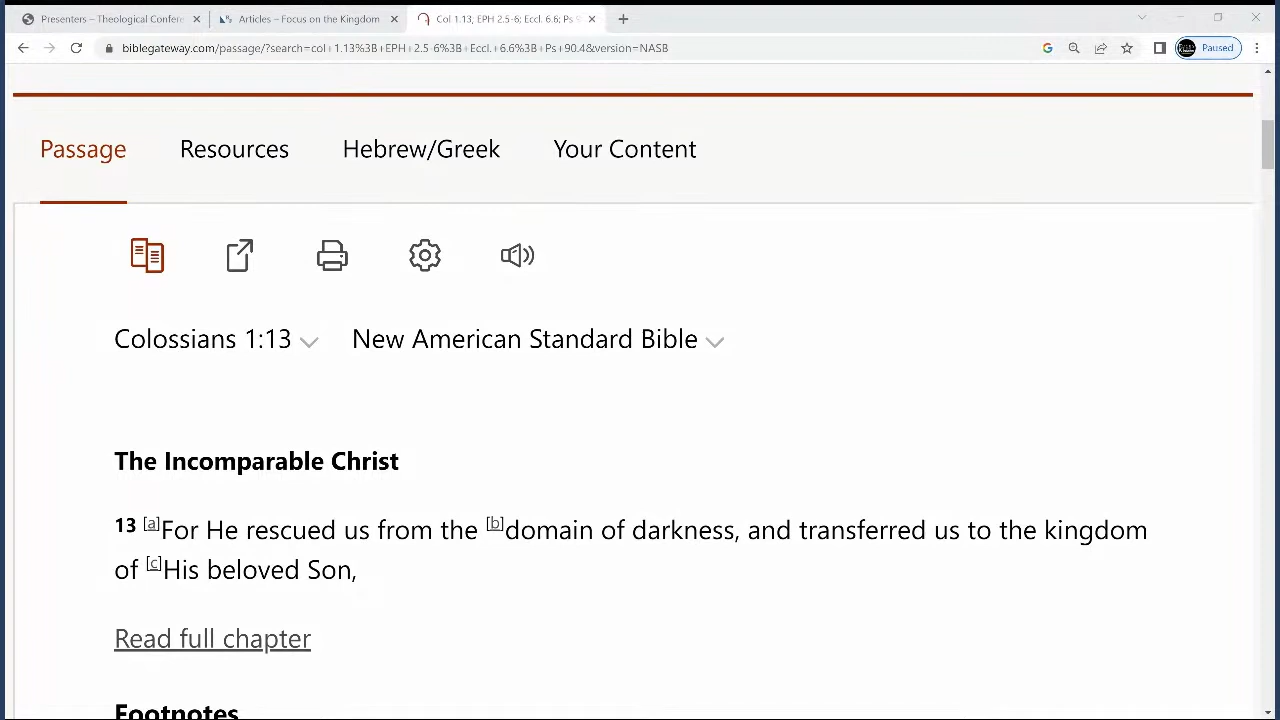 Presenters – Theological Confere
Articles – Focus on the Kingdom
Col 1.13; EPH 2.5-6; Eccl. 6.6; Ps 9
biblegateway.com/passage/?search=col+1.13%3B+EPH+2.5-6%3B+Eccl.+6.6%3B+Ps+90.4&version=NASB
Paused
Passage
Resources
Hebrew/Greek
Your Content
Colossians 1:13
New American Standard Bible
The Incomparable Christ
13 [a]For He rescued us from the [b]domain of darkness, and transferred us to the kingdom
of [c]His beloved Son,
Read full chapter
Footnotes